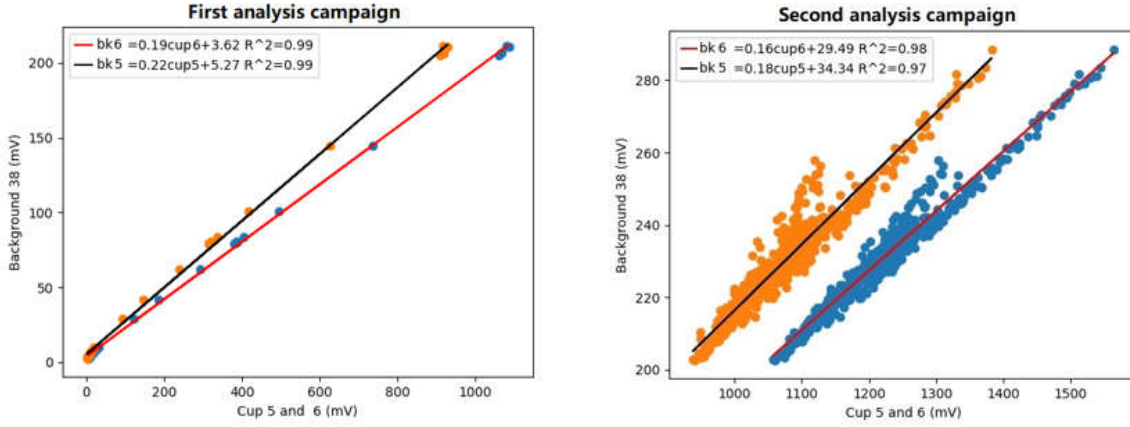 First analysis campaign
bk6 =0.19cup6+3.62 R^2=0.99
bk5 =0.22cup5+5.27 R^2=0.99
Background 38 (mV)
200
150
100
50
0
0 200 400 600 800 1000
Cup 5 and 6 (mV)
Second analysis campaign
bk6 =0.16cup6+29.49 R^2=0.98
bk5 =0.18cup5+34.34 R^2=0.97
Background 38 (mV)
280
260
240
220
200
1000 1100 1200 1300 1400 1500
Cup 5 and 6 (mV)